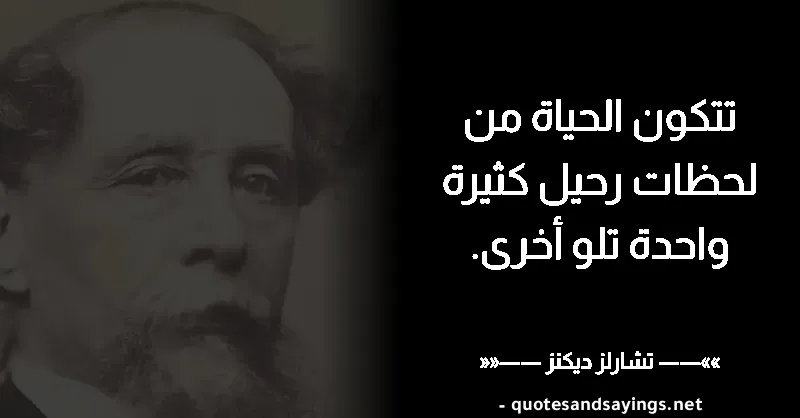 تتكون الحياة من
لحظات رحيل كثيرة
واحدة تلو أخرى.
»»—— تشارلز ديكنز ——««
- quotesandsayings.net